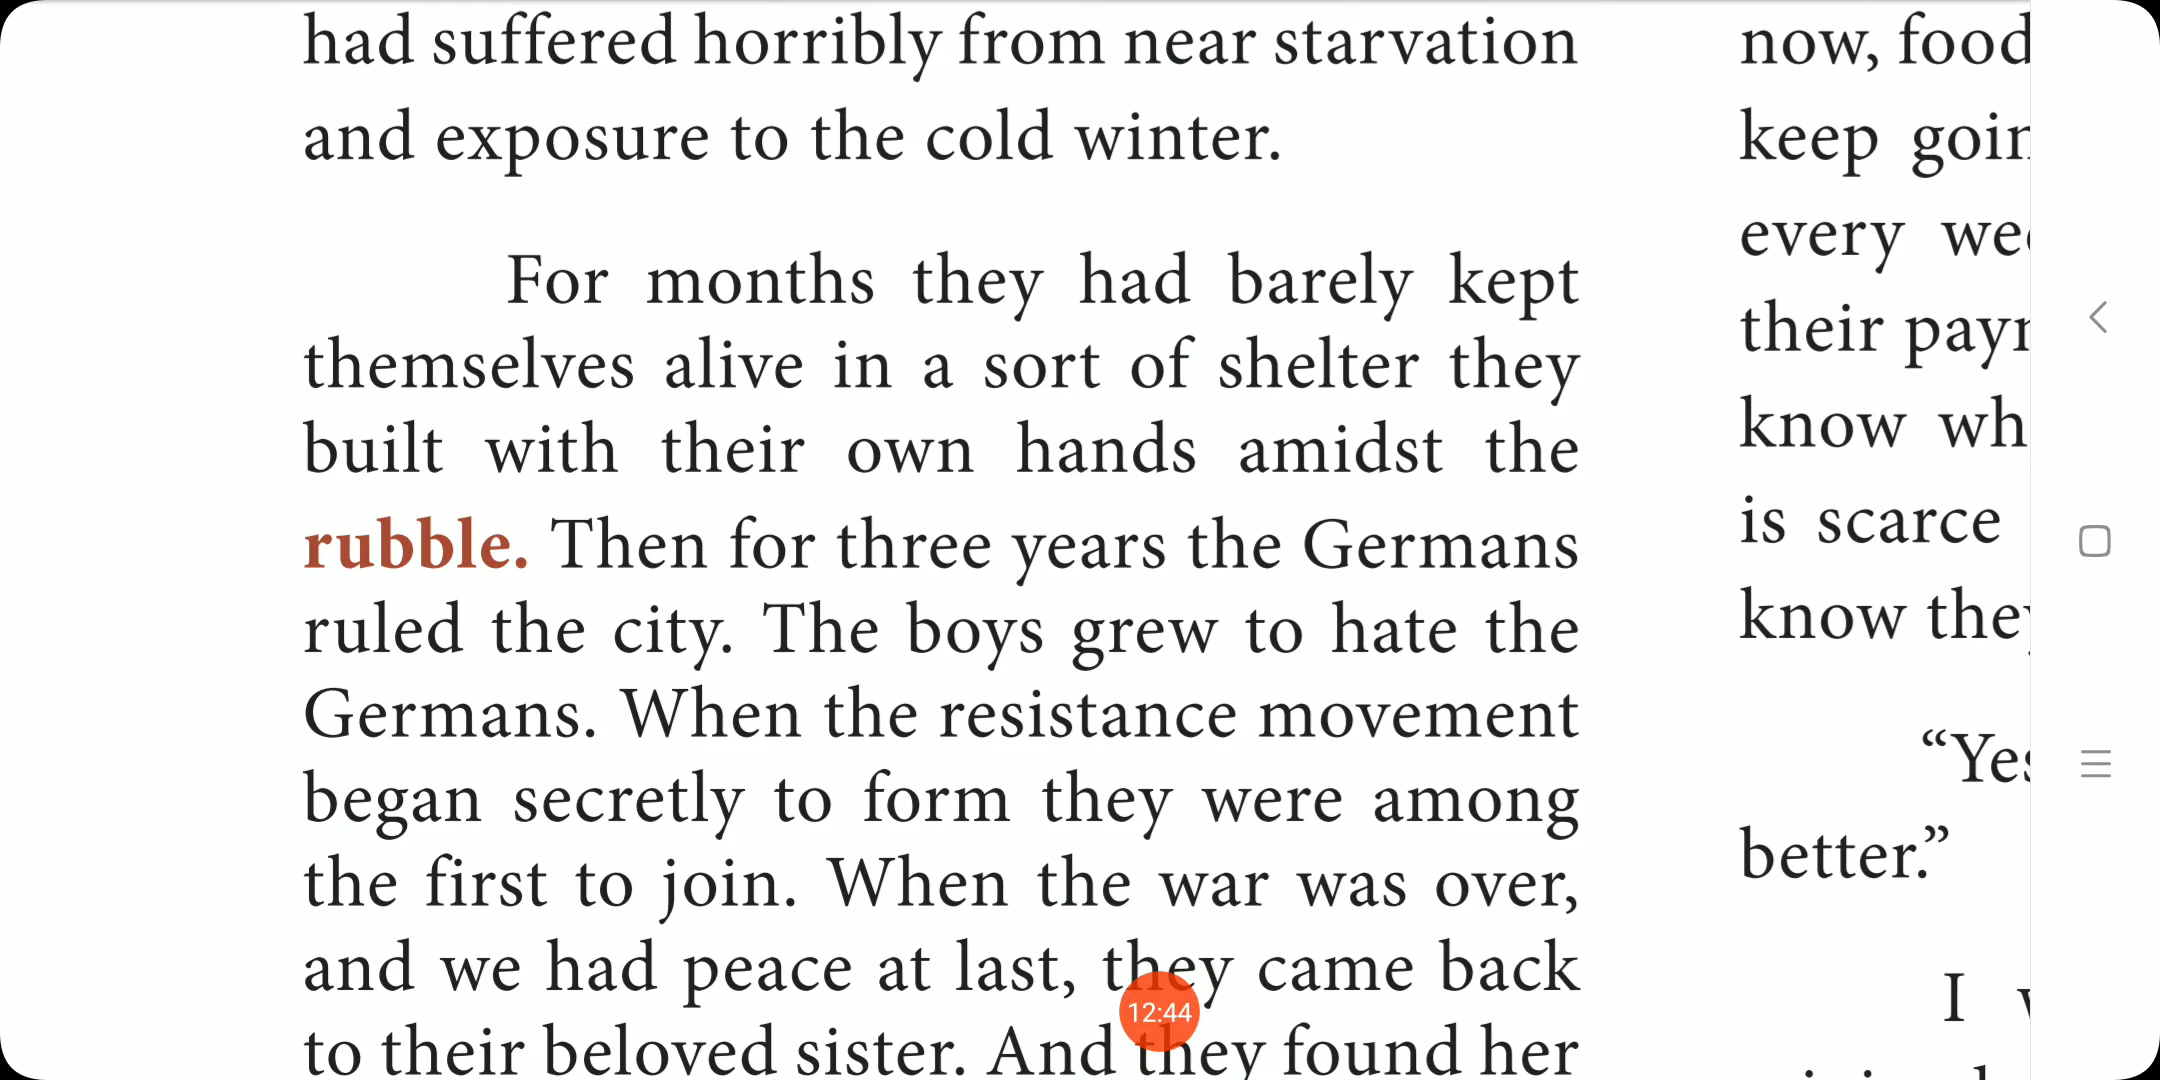 had suffered horribly from near starvation
and exposure to the cold winter.
For months they had barely kept
themselves alive in a sort of shelter they
built with their own hands amidst the
rubble. Then for three years the Germans
ruled the city. The boys grew to hate the
Germans. When the resistance movement
began secretly to form they were among
the first to join. When the war was over,
and we had peace at last, they came back
to their beloved sister. And they found her
now, food
keep
every
their
know
is scarce
know
better.”
I
12:44